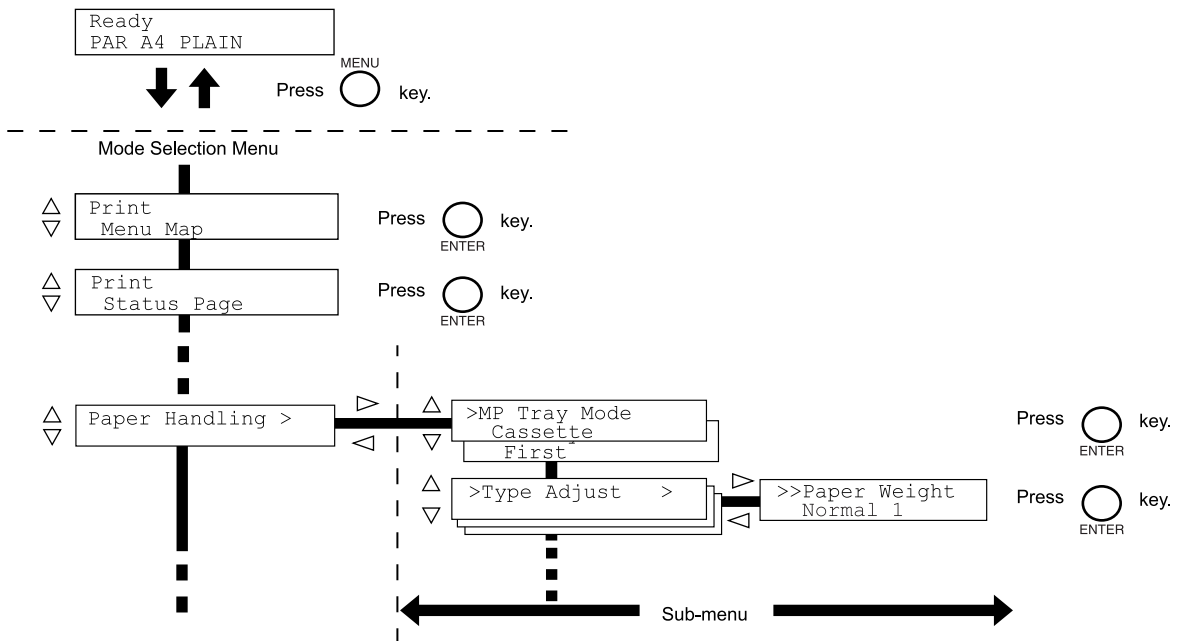 Ready
PAR A4 PLAIN
MENU
Press key.
Mode Selection Menu
Print
Menu Map
Press key.
ENTER
Print
Status Page
Press key.
ENTER
Paper Handling >
>MP Tray Mode
Cassette
First
Press key.
ENTER
>Type Adjust >
>>Paper Weight
Normal 1
Press key.
ENTER
Sub-menu